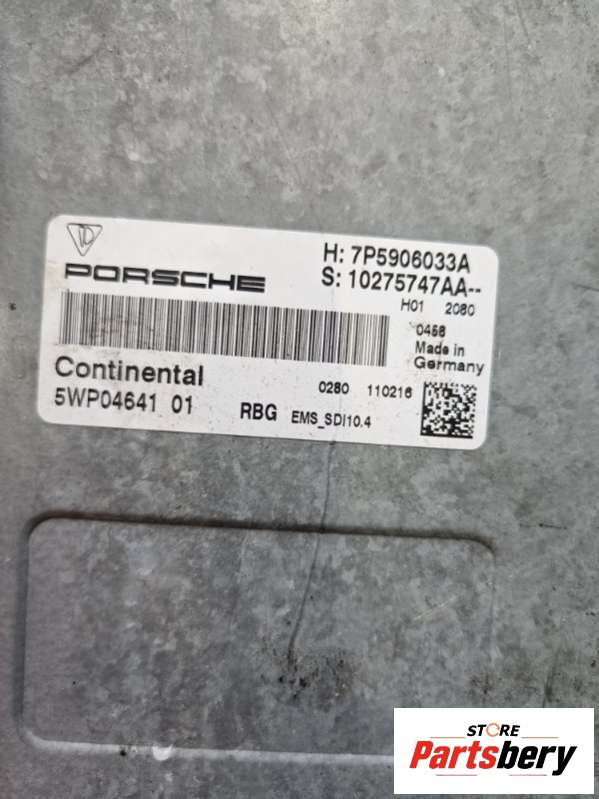 H: 7P5906033A
PORSCHE
S: 10275747AA--
H01 2080
0458
Made in
Germany
Continental
0280 110216
5WP04641 01
RBG EMS_SDI10.4
STORE
Partsbery